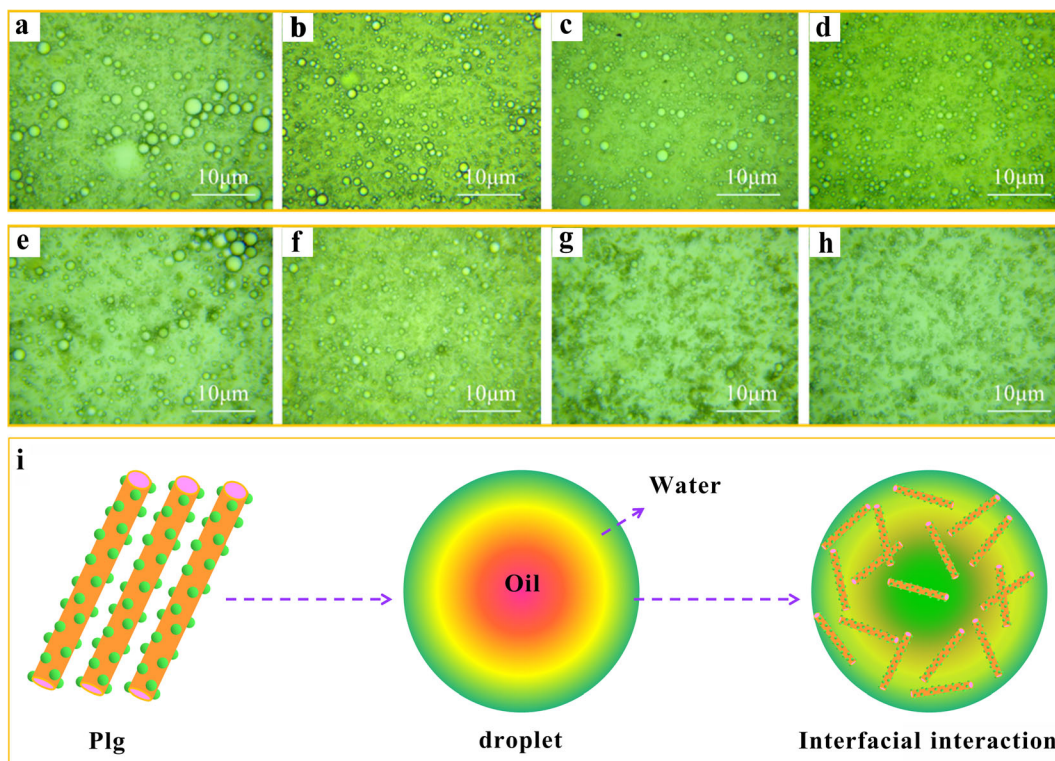 a
b
c
d
10μm
10μm
10μm
10μm
e
f
g
h
10μm
10μm
10μm
10μm
i
Water
Oil
Plg
droplet
Interfacial interaction